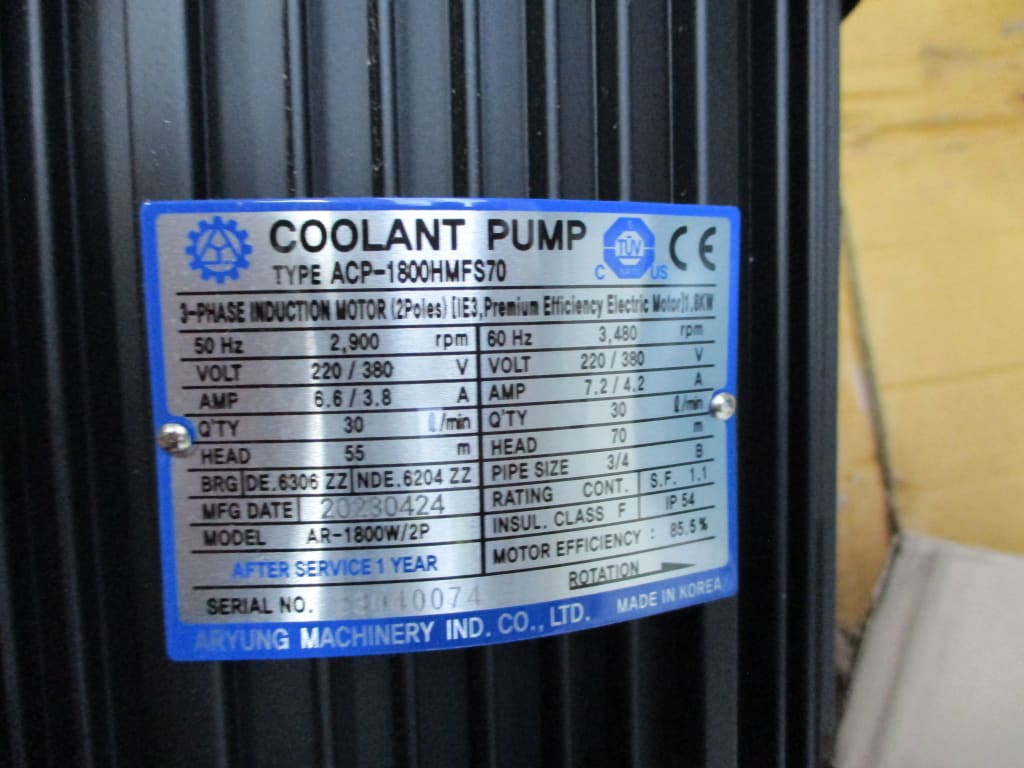 COOLANT PUMP
TÜV
C US
CE
TYPE ACP-1800HMFS70
3-PHASE INDUCTION MOTOR (2Poles) [IE3, Premium Efficiency Electric Motor] 1.8KW
50 Hz 2,900 rpm 60 Hz 3,480 rpm
VOLT 220 / 380 V VOLT 220 / 380 V
AMP 6.6 / 3.8 A AMP 7.2 / 4.2 A
Q'TY 30 ℓ/min Q'TY 30 ℓ/min
HEAD 55 m HEAD 70 m
BRG DE.6306 ZZ NDE.6204 ZZ PIPE SIZE 3/4 B
MFG DATE 20230424 RATING CONT. S.F. 1.1
MODEL AR-1800W/2P INSUL. CLASS F IP 54
AFTER SERVICE 1 YEAR MOTOR EFFICIENCY : 85.5%
SERIAL NO. ROTATION
ARYUNG MACHINERY IND. CO., LTD. MADE IN KOREA